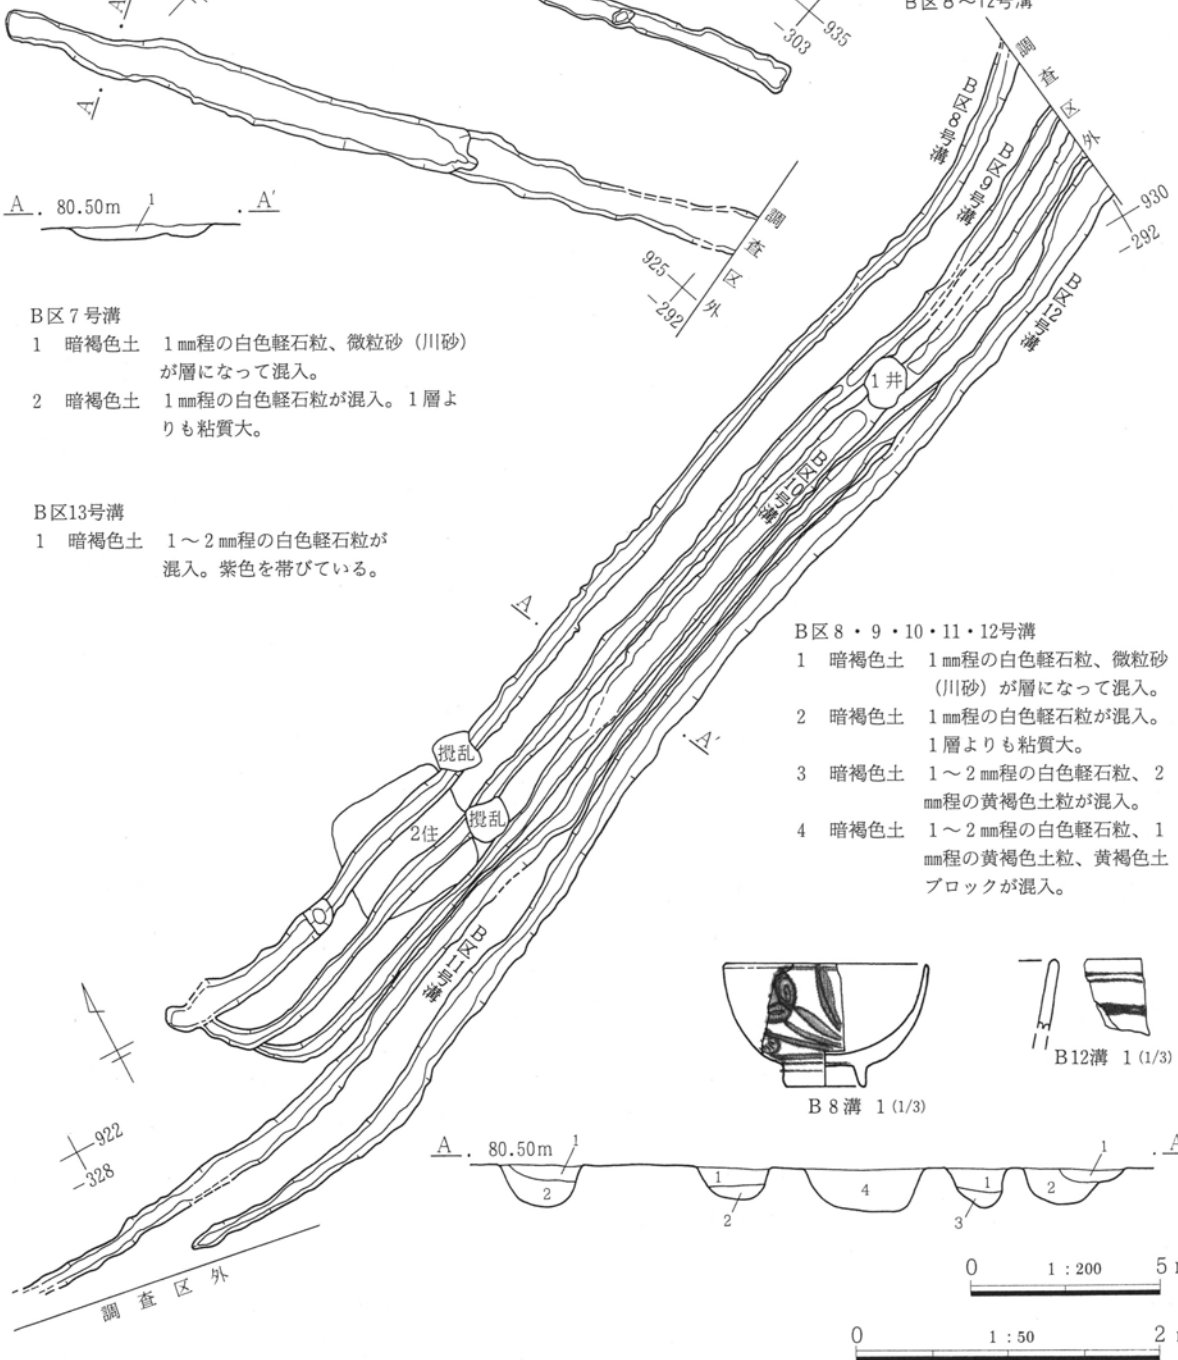 B区8～12号溝
A
935
-303
調査区外
A
B区8号溝
B区9号溝
930
-292
A . 80.50m 1 . A'
調査区外
925
-292
B区12号溝
B区7号溝
1 暗褐色土 1㎜程の白色軽石粒、微粒砂（川砂）
が層になって混入。
2 暗褐色土 1㎜程の白色軽石粒が混入。1層よ
りも粘質大。
1井
B区10号溝
B区13号溝
1 暗褐色土 1～2㎜程の白色軽石粒が
混入。紫色を帯びている。
A .
. A'
B区8・9・10・11・12号溝
1 暗褐色土 1㎜程の白色軽石粒、微粒砂
（川砂）が層になって混入。
2 暗褐色土 1㎜程の白色軽石粒が混入。
1層よりも粘質大。
3 暗褐色土 1～2㎜程の白色軽石粒、2
㎜程の黄褐色土粒が混入。
4 暗褐色土 1～2㎜程の白色軽石粒、1
㎜程の黄褐色土粒、黄褐色土
ブロックが混入。
攪乱
攪乱
2住
B区11号溝
B12溝 1 (1/3)
B8溝 1 (1/3)
922
-328
A . 80.50m 1 1 . A
2 1 4 1 2
2 3
調査区外
0 1:200 5
0 1:50 2